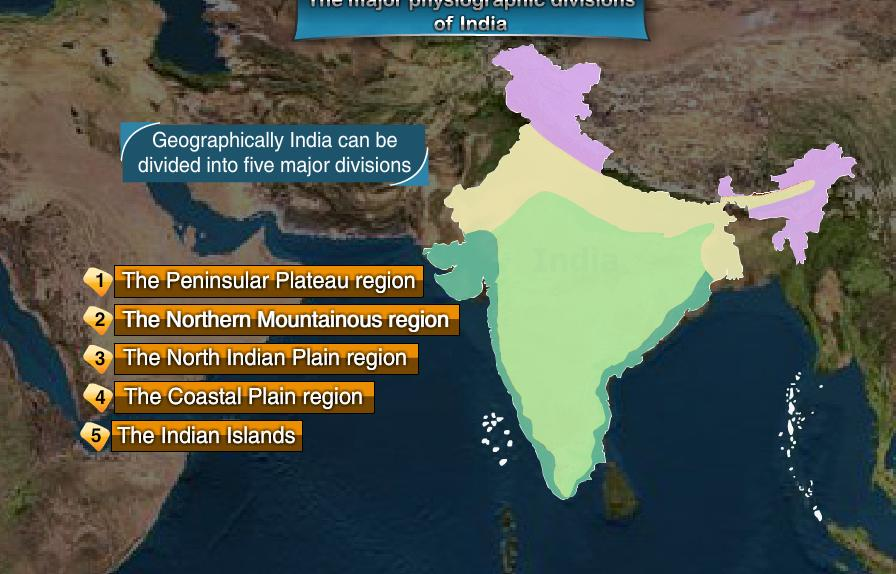 The major physiographic divisions
of India
Geographically India can be
divided into five major divisions
India
1 The Peninsular Plateau region
2 The Northern Mountainous region
3 The North Indian Plain region
4 The Coastal Plain region
5 The Indian Islands